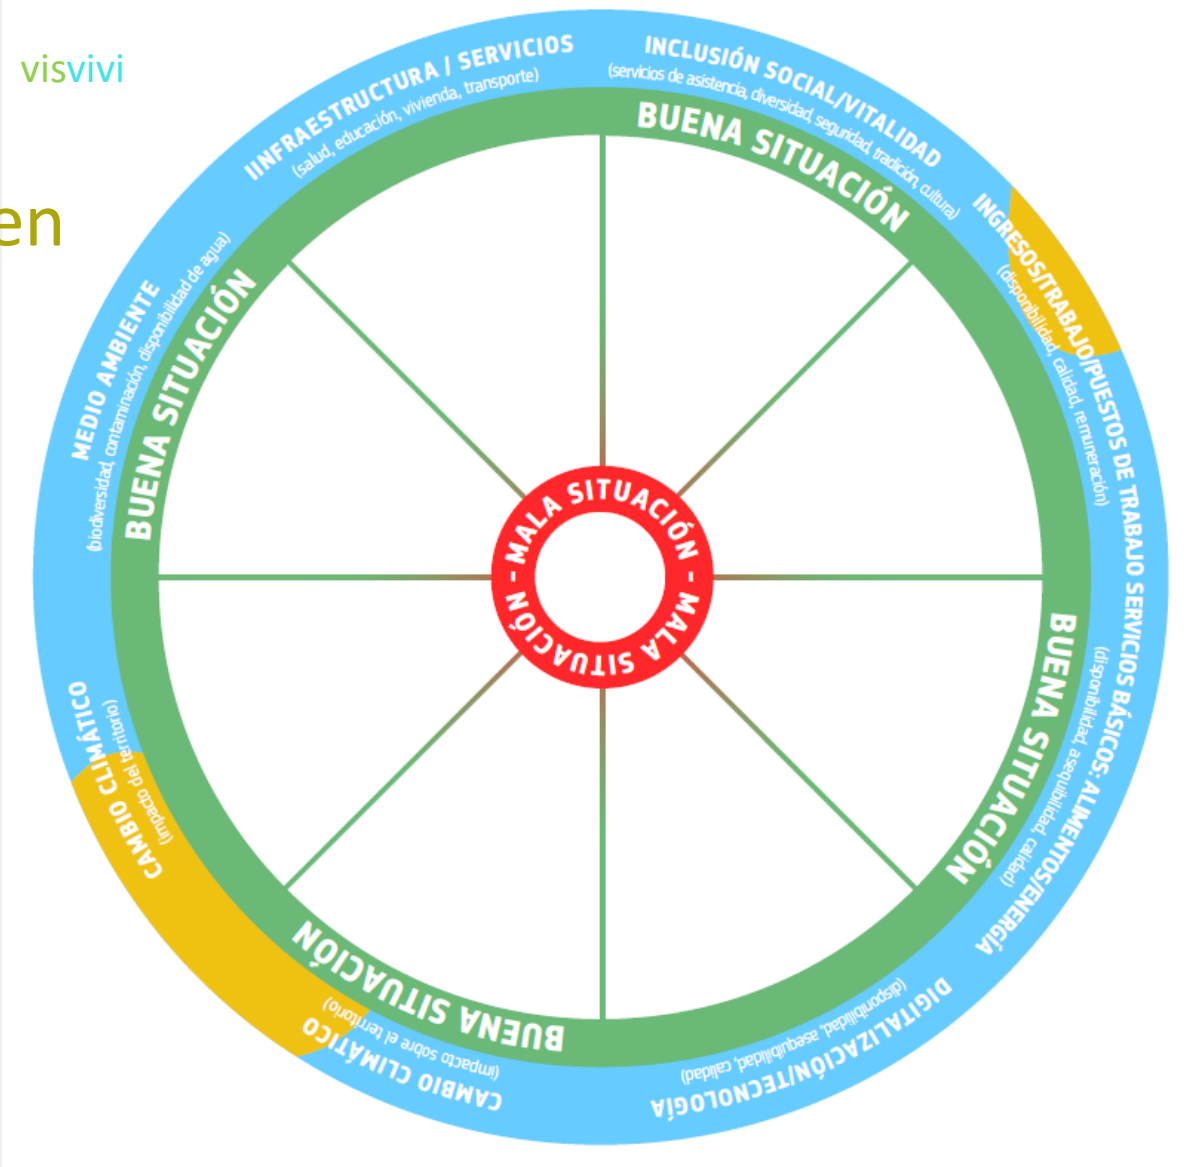 visvivi
en
INCLUSIÓN SOCIAL/VITALIDAD
(servicios de asistencia, diversidad, seguridad, tradición, cultura)
BUENA SITUACIÓN
INGRESOS/TRABAJO/PUESTOS DE TRABAJO
(disponibilidad, calidad, remuneración)
SERVICIOS BÁSICOS: ALIMENTOS/ENERGÍA
(disponibilidad, asequibilidad, calidad)
BUENA SITUACIÓN
DIGITALIZACIÓN/TECNOLOGÍA
(disponibilidad, asequibilidad, calidad)
CAMBIO CLIMÁTICO
(impacto sobre el territorio)
BUENA SITUACIÓN
CAMBIO CLIMÁTICO
(impacto del territorio)
MEDIO AMBIENTE
(biodiversidad, contaminación, disponibilidad de agua)
BUENA SITUACIÓN
IINFRAESTRUCTURA / SERVICIOS
(salud, educación, vivienda, transporte)
MALA SITUACIÓN - MALA SITUACIÓN -